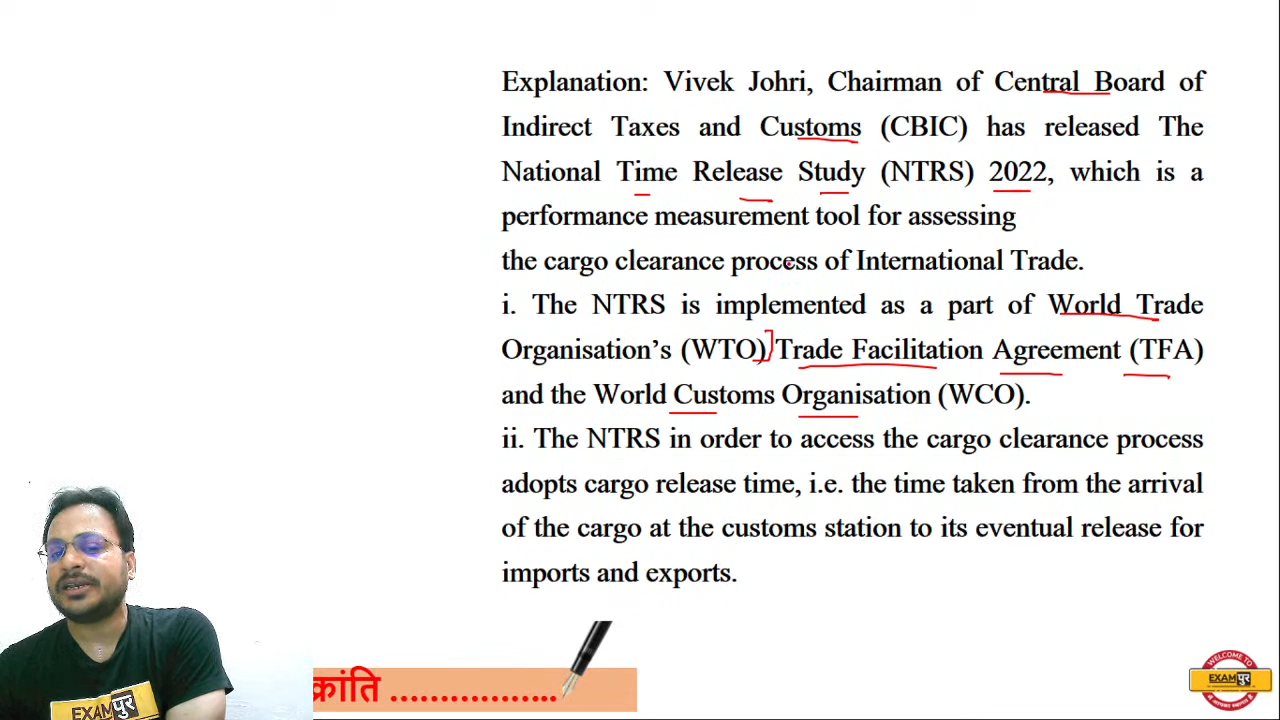 Explanation: Vivek Johri, Chairman of Central Board of
Indirect Taxes and Customs (CBIC) has released The
National Time Release Study (NTRS) 2022, which is a
performance measurement tool for assessing
the cargo clearance process of International Trade.
i. The NTRS is implemented as a part of World Trade
Organisation's (WTO) Trade Facilitation Agreement (TFA)
and the World Customs Organisation (WCO).
ii. The NTRS in order to access the cargo clearance process
adopts cargo release time, i.e. the time taken from the arrival
of the cargo at the customs station to its eventual release for
imports and exports.
क्रांति .................
EXAMपुर
WELCOME TO
EXAMपुर